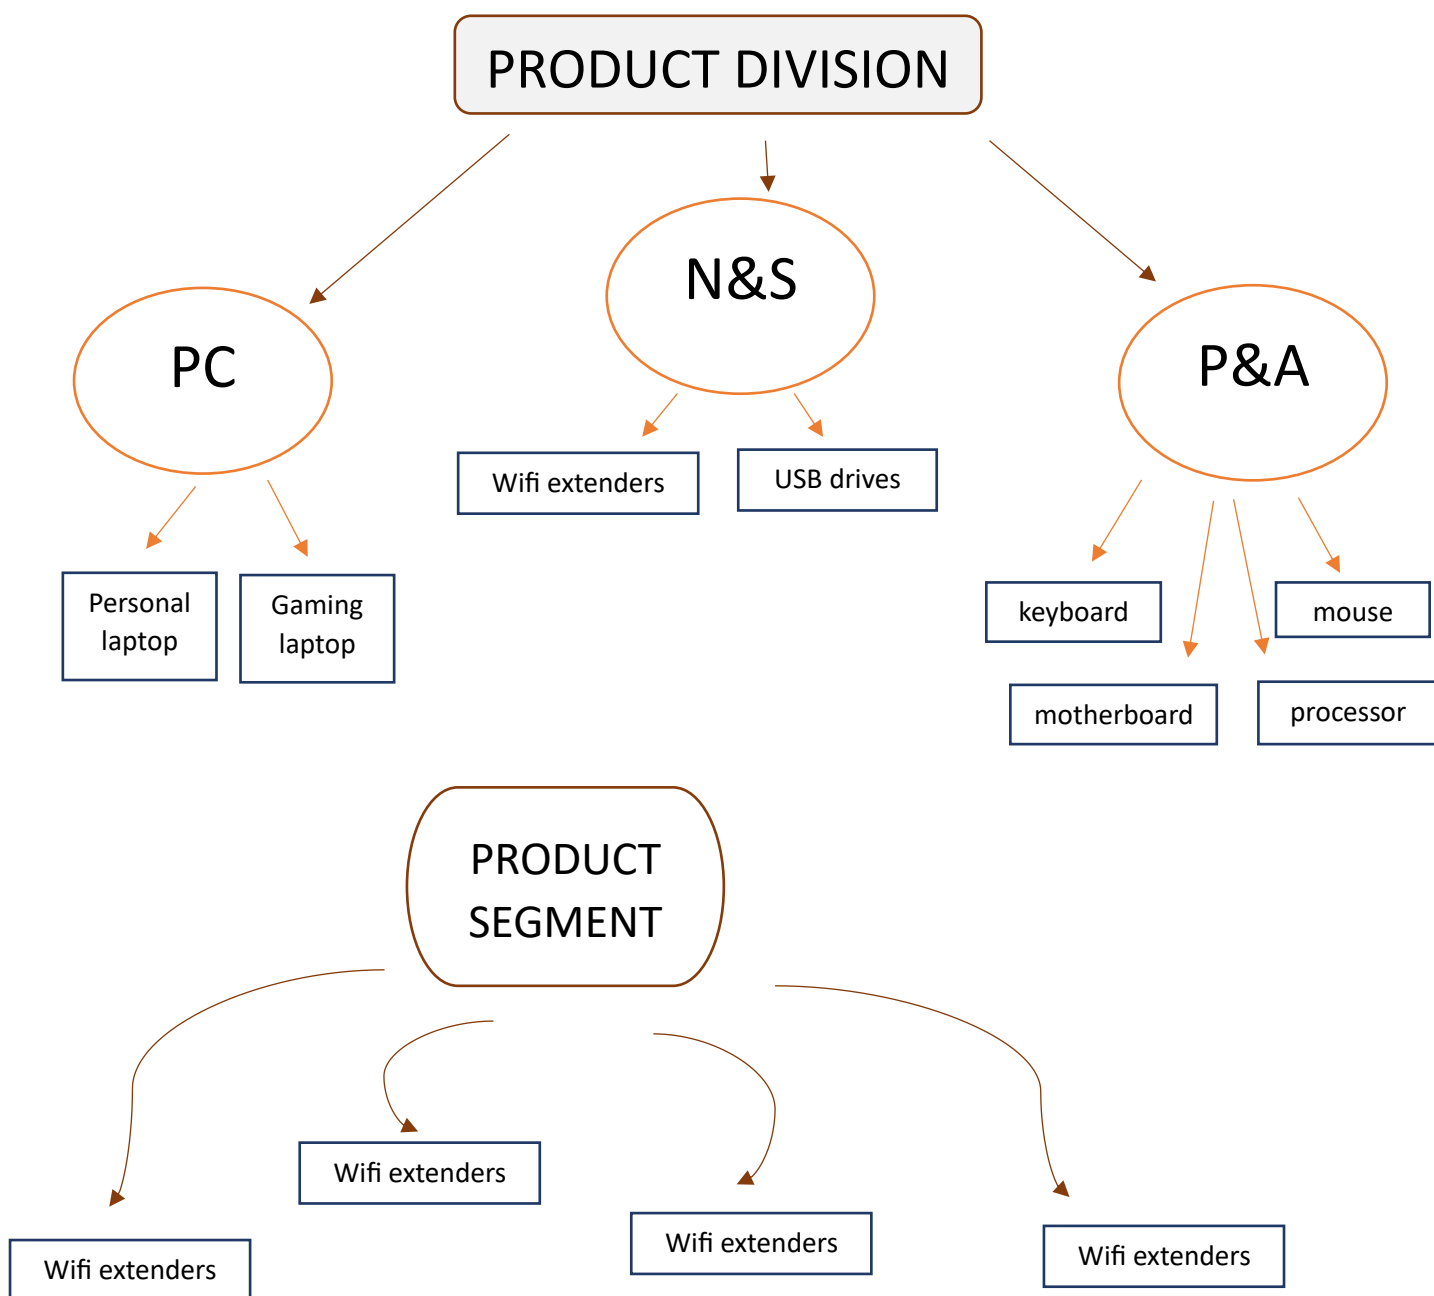 PRODUCT DIVISION
N&S
PC
P&A
Wifi extenders
USB drives
Personal
laptop
Gaming
laptop
keyboard
mouse
motherboard
processor
PRODUCT
SEGMENT
Wifi extenders
Wifi extenders
Wifi extenders
Wifi extenders